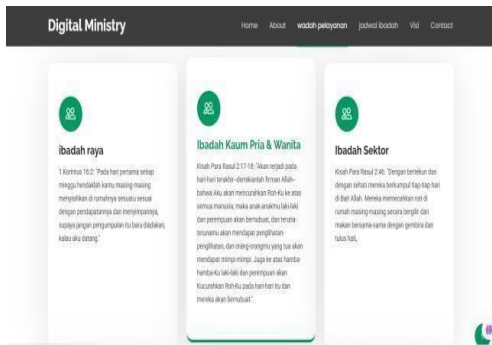 Digital Ministry
Home About wadah pelayanan jadwal ibadah Visi Contact
ibadah raya
1 Korintus 16:2: "Pada hari pertama setiap
minggu hendaklah kamu masing-masing
menyisihkan di rumahnya sesuatu sesuai
dengan pendapatannya dan menyimpannya,
supaya jangan pengumpulan itu baru diadakan,
kalau aku datang."
Ibadah Kaum Pria & Wanita
Kisah Para Rasul 2:17-18: "Akan terjadi pada
hari-hari terakhir--demikianlah firman Allah--
bahwa Aku akan mencurahkan Roh-Ku ke atas
semua manusia; maka anak-anakmu laki-laki
dan perempuan akan bernubuat, dan teruna-
terunamu akan mendapat penglihatan-
penglihatan, dan orang-orangmu yang tua akan
mendapat mimpi-mimpi. Juga ke atas hamba-
hamba-Ku laki-laki dan perempuan akan
Kucurahkan Roh-Ku pada hari-hari itu dan
mereka akan bernubuat."
Ibadah Sektor
Kisah Para Rasul 2:46: "Dengan bertekun dan
dengan sehati mereka berkumpul tiap-tiap hari
di Bait Allah. Mereka memecahkan roti di
rumah masing-masing secara bergilir dan
makan bersama-sama dengan gembira dan
tulus hati,